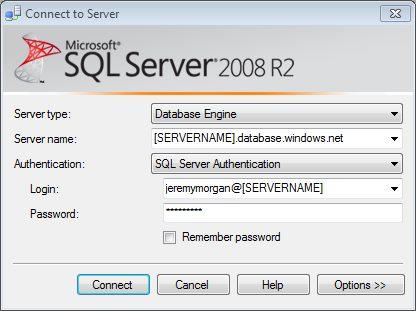 Connect to Server
Microsoft®
SQL Server® 2008 R2
Server type: Database Engine
Server name: [SERVERNAME].database.windows.net
Authentication: SQL Server Authentication
Login: jeremymorgan@[SERVERNAME]
Password: *********
Remember password
Connect Cancel Help Options >>